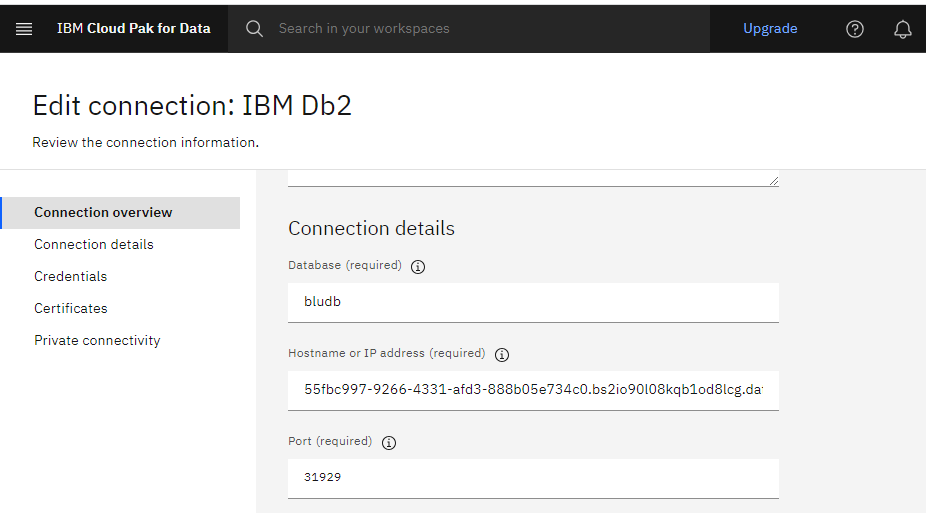 IBM Cloud Pak for Data
Search in your workspaces
Upgrade
Edit connection: IBM Db2
Review the connection information.
Connection overview
Connection details
Credentials
Certificates
Private connectivity
Connection details
Database (required)
bludb
Hostname or IP address (required)
55fbc997-9266-4331-afd3-888b05e734c0.bs2io90l08kqb1od8lcg.da
Port (required)
31929